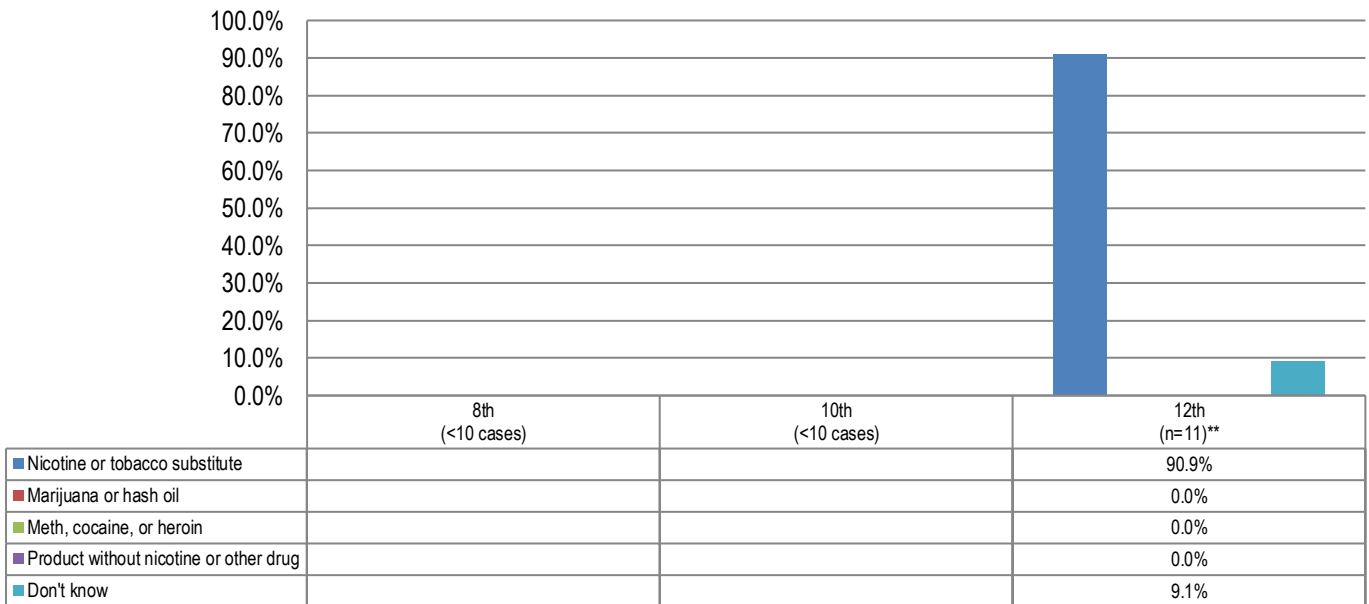 100.0%
90.0%
80.0%
70.0%
60.0%
50.0%
40.0%
30.0%
20.0%
10.0%
0.0%
8th
(<10 cases)
10th
(<10 cases)
12th
(n=11)**
Nicotine or tobacco substitute 90.9%
Marijuana or hash oil 0.0%
Meth, cocaine, or heroin 0.0%
Product without nicotine or other drug 0.0%
Don't know 9.1%